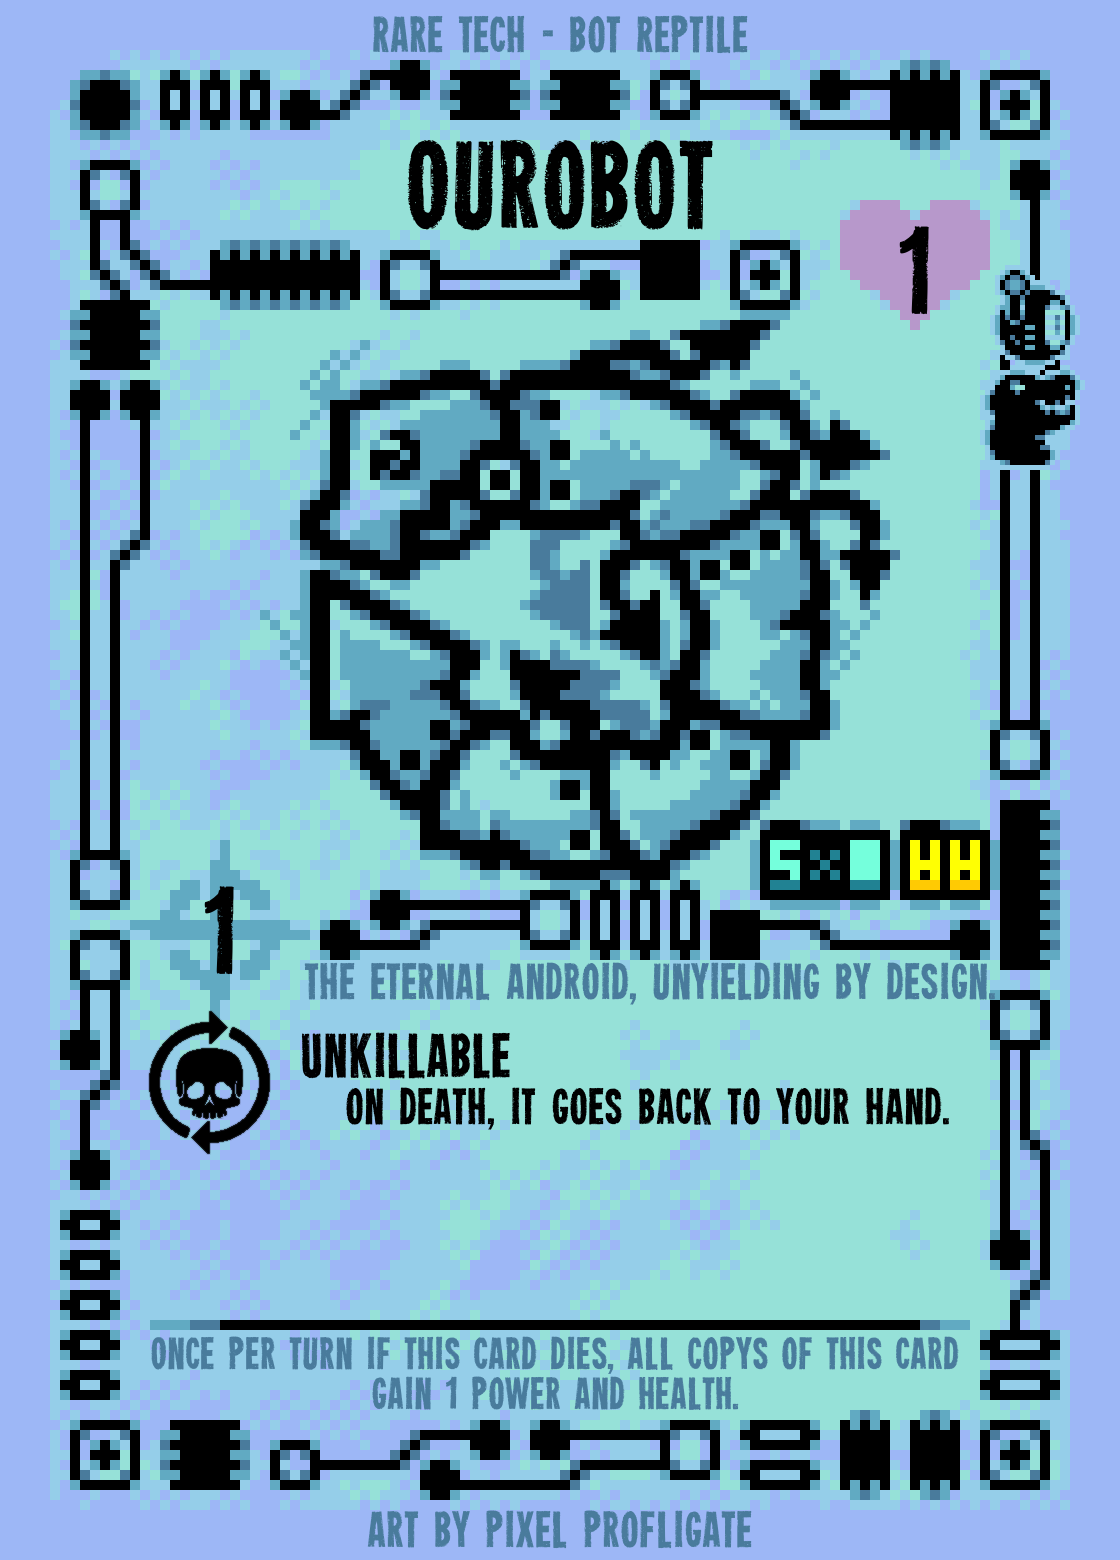 RARE TECH - BOT REPTILE
OUROBOT
1
5x
1
THE ETERNAL ANDROID, UNYIELDING BY DESIGN.
UNKILLABLE
ON DEATH, IT GOES BACK TO YOUR HAND.
ONCE PER TURN IF THIS CARD DIES, ALL COPYS OF THIS CARD
GAIN 1 POWER AND HEALTH.
ART BY PIXEL PROFLIGATE